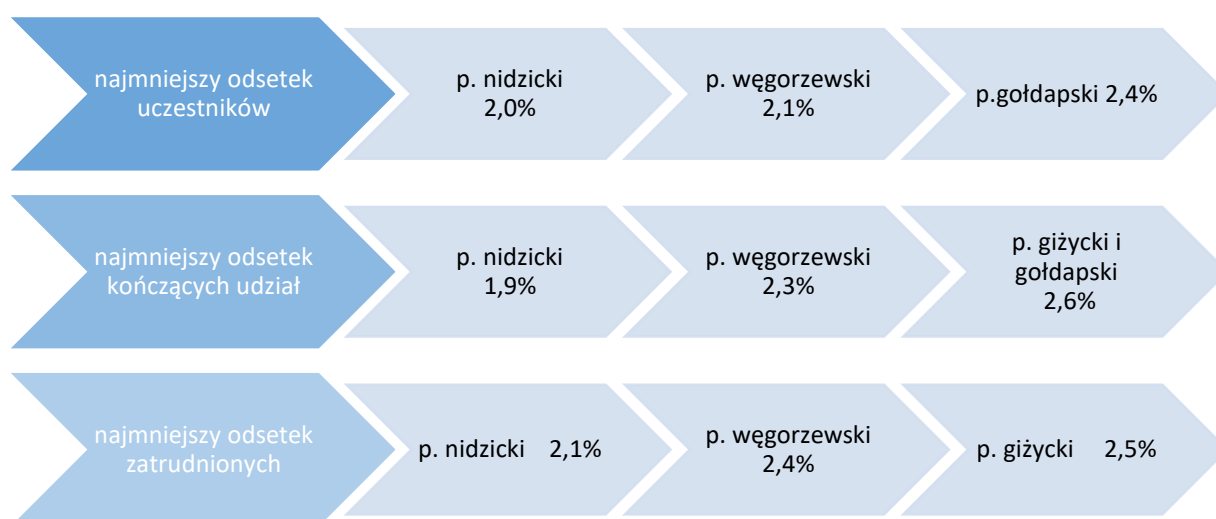 najmniejszy odsetek
uczestników
p. nidzicki
2,0%
p. węgorzewski
2,1%
p.gołdapski 2,4%
najmniejszy odsetek
kończących udział
p. nidzicki
1,9%
p. węgorzewski
2,3%
p. giżycki i
gołdapski
2,6%
najmniejszy odsetek
zatrudnionych
p. nidzicki 2,1%
p. węgorzewski
2,4%
p. giżycki 2,5%